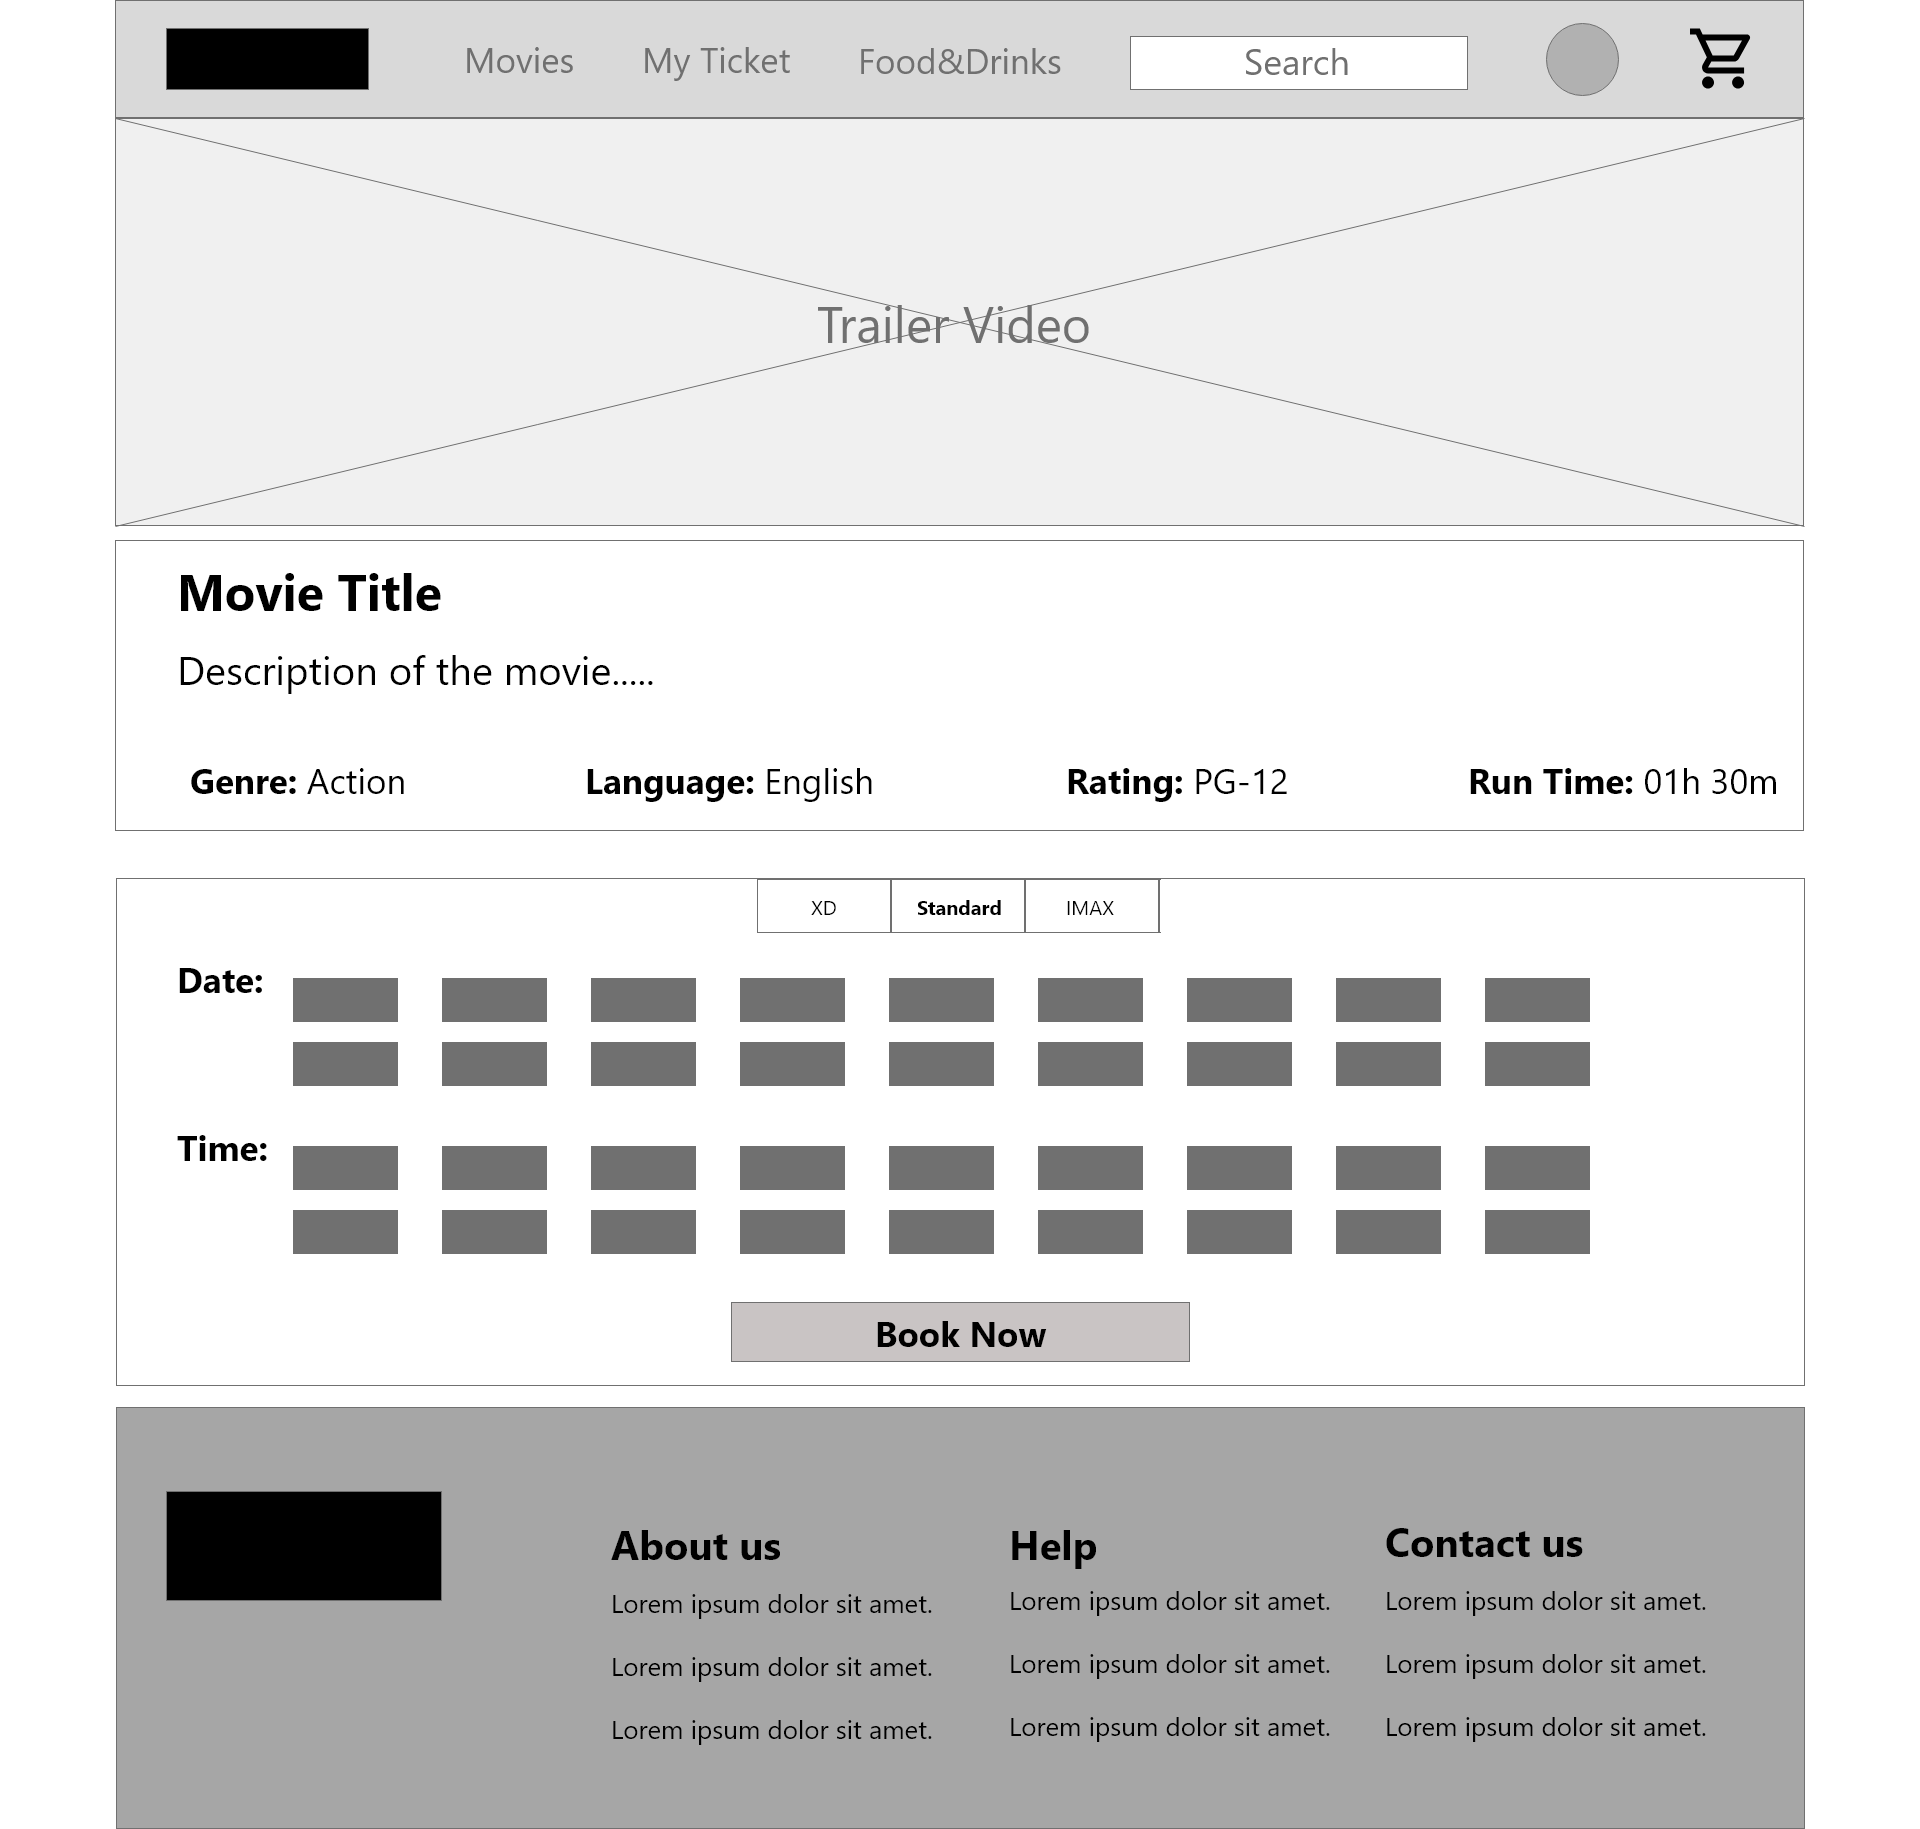 Movies My Ticket Food&Drinks Search
Trailer Video
Movie Title
Description of the movie.....
Genre: Action Language: English Rating: PG-12 Run Time: 01h 30m
XD Standard IMAX
Date:
Time:
Book Now
About us
Lorem ipsum dolor sit amet.
Lorem ipsum dolor sit amet.
Lorem ipsum dolor sit amet.
Help
Lorem ipsum dolor sit amet.
Lorem ipsum dolor sit amet.
Lorem ipsum dolor sit amet.
Contact us
Lorem ipsum dolor sit amet.
Lorem ipsum dolor sit amet.
Lorem ipsum dolor sit amet.